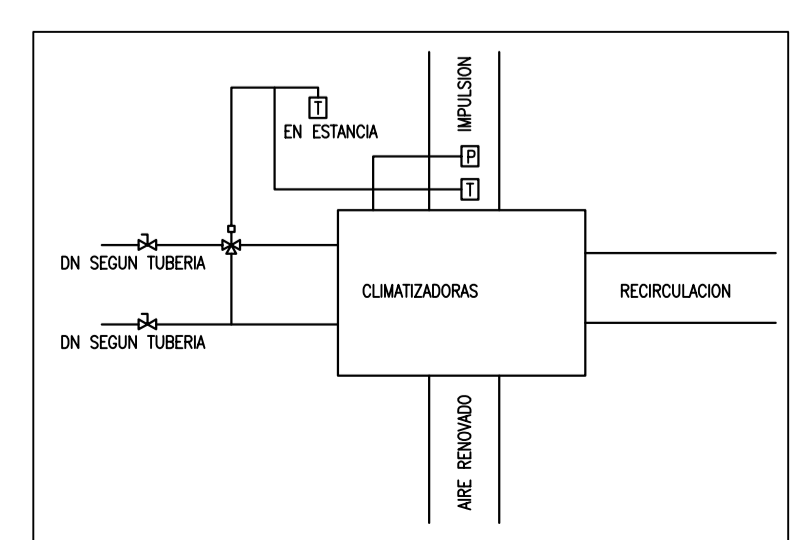 IMPULSION
T
EN ESTANCIA
P
T
DN SEGUN TUBERIA
CLIMATIZADORAS
RECIRCULACION
DN SEGUN TUBERIA
AIRE RENOVADO